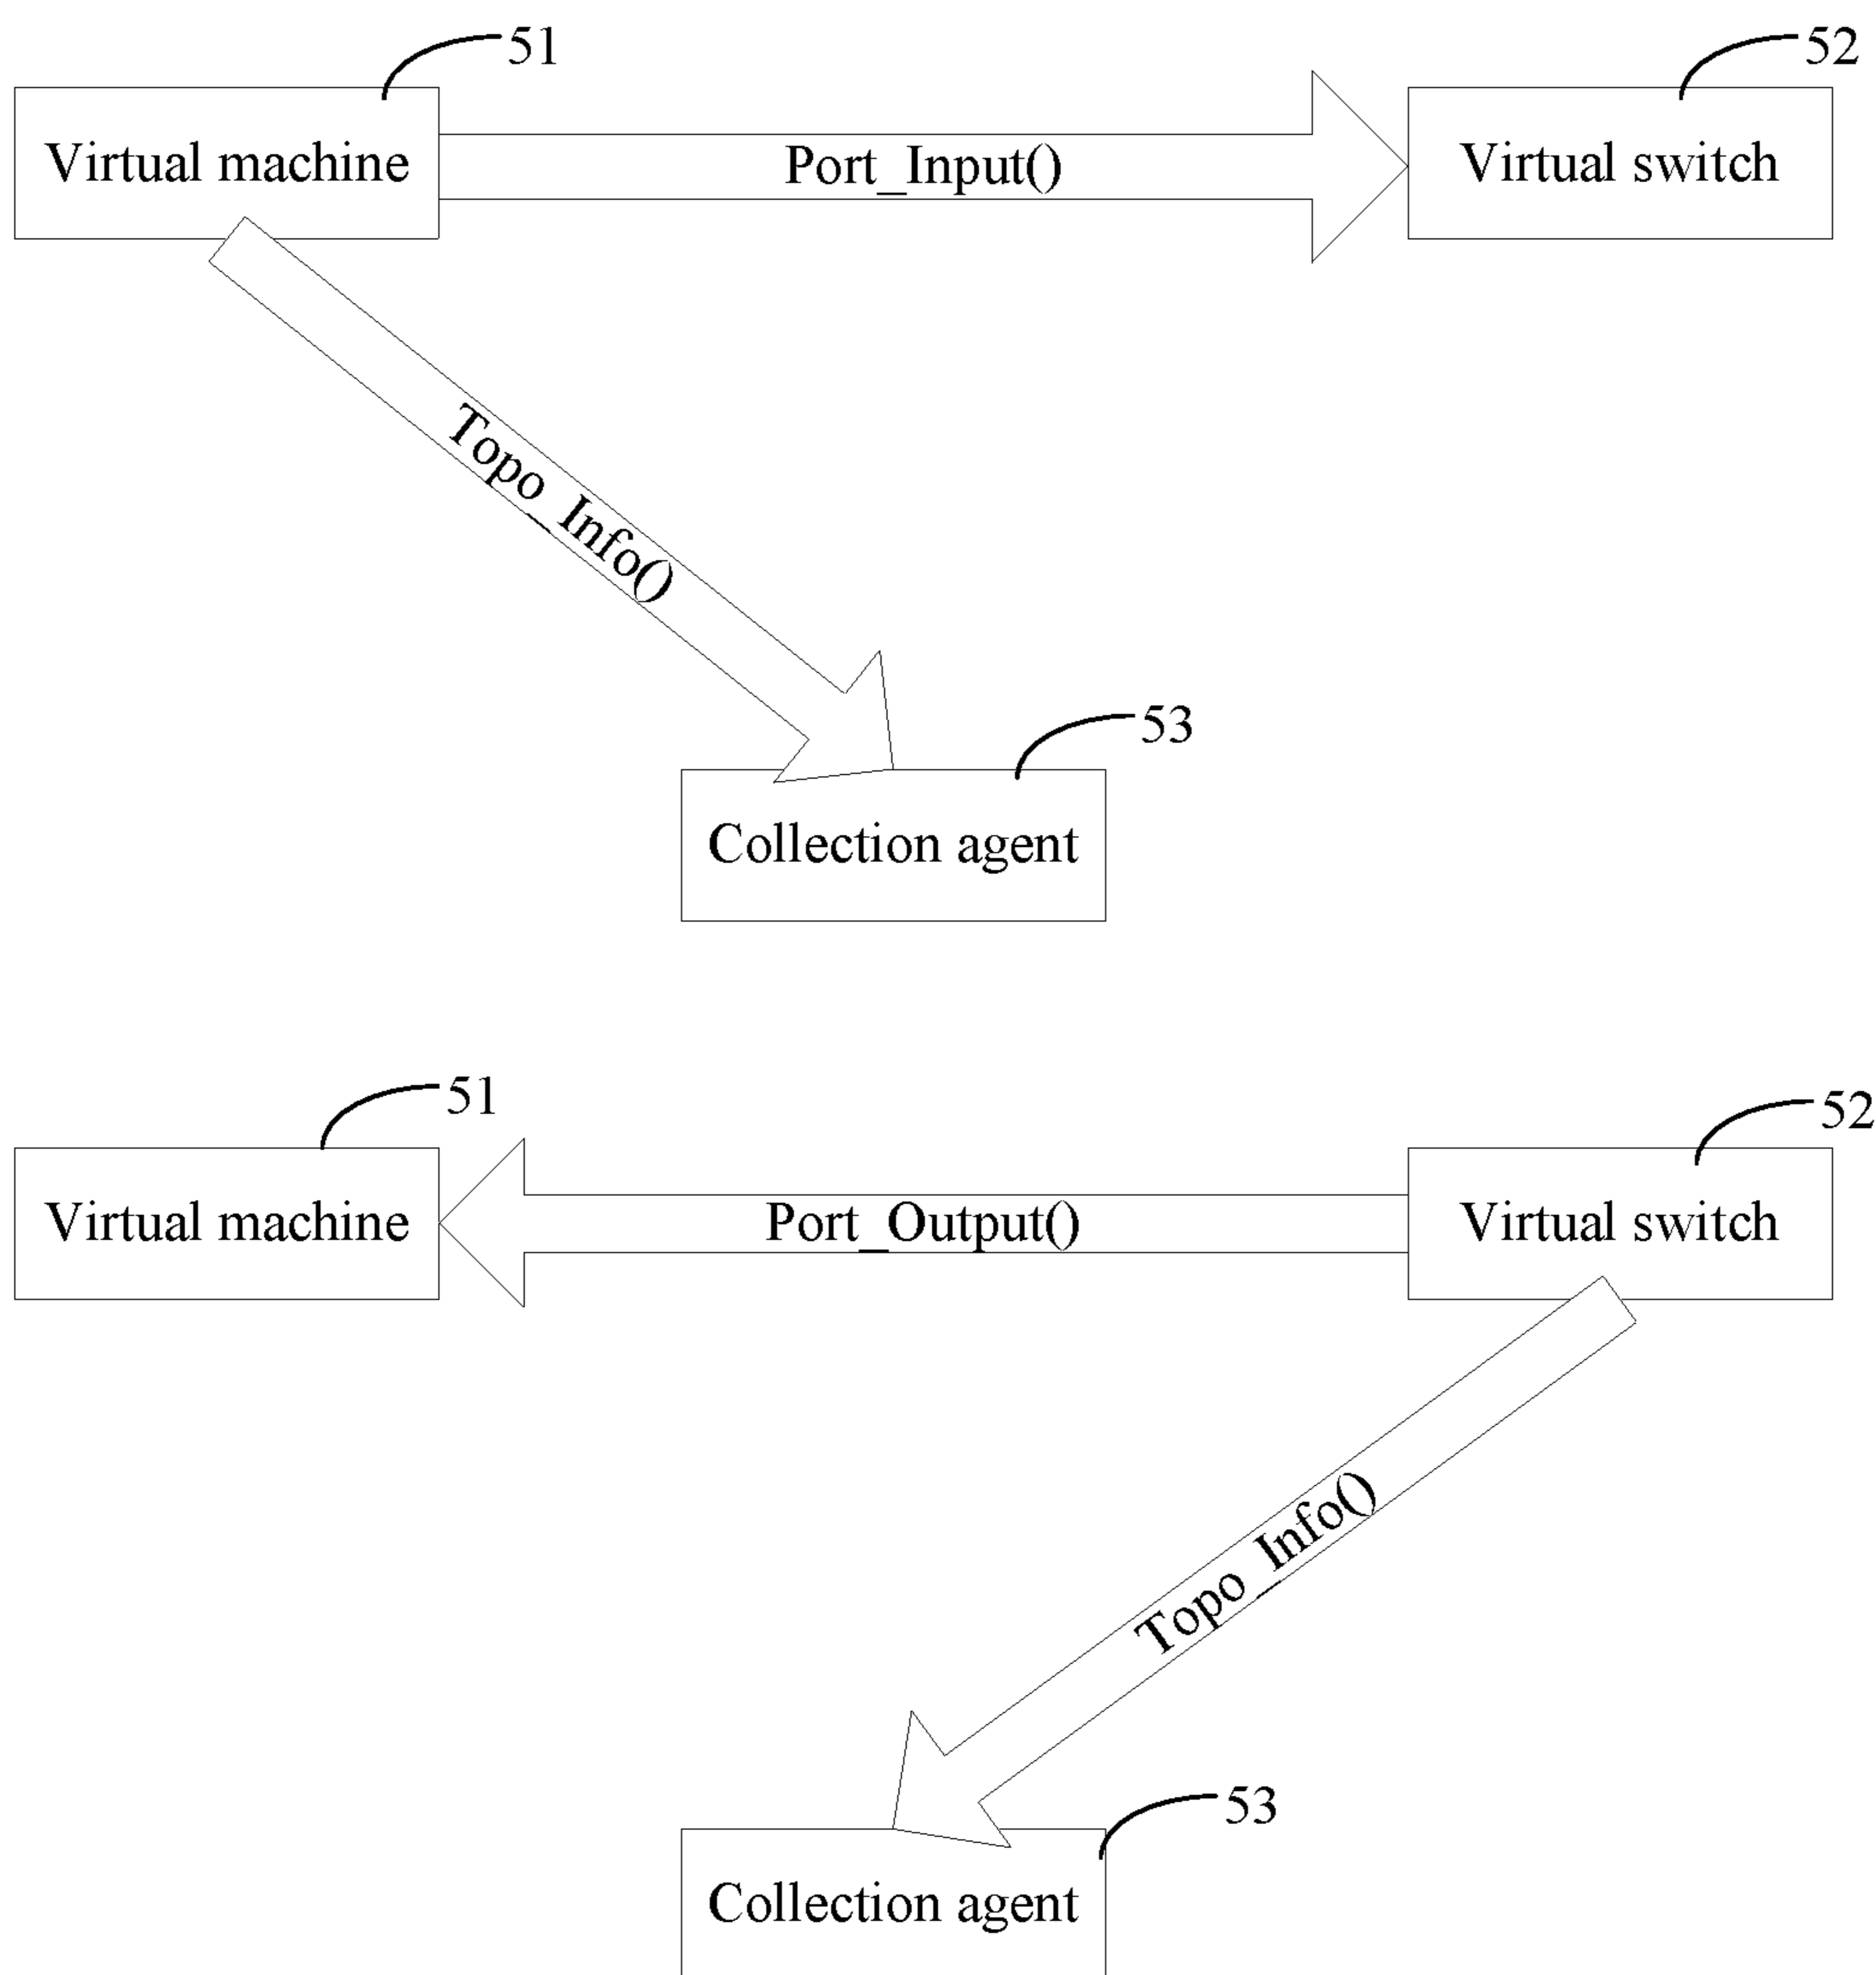 51
52
Virtual machine
Port_Input()
Virtual switch
Topo_Info()
53
Collection agent
51
52
Virtual machine
Port_Output()
Virtual switch
Topo_Info()
53
Collection agent